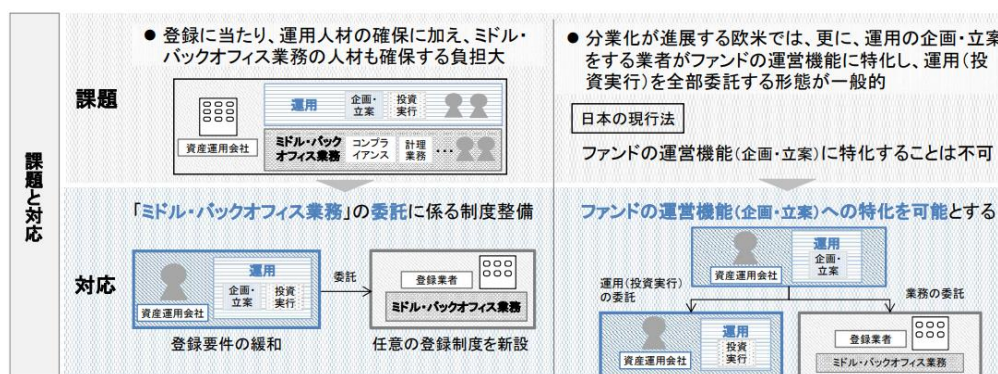 課題と対応
課題
● 登録に当たり、運用人材の確保に加え、ミドル・
バックオフィス業務の人材も確保する負担大
資産運用会社
運用
企画・
立案
投資
実行
ミドル・バック
オフィス業務
コンプラ
イアンス
計理
業務
…
● 分業化が進展する欧米では、更に、運用の企画・立案
をする業者がファンドの運営機能に特化し、運用(投
資実行)を全部委託する形態が一般的
日本の現行法
ファンドの運営機能(企画・立案)に特化することは不可
対応
「ミドル・バックオフィス業務」の委託に係る制度整備
資産運用会社
運用
企画・
立案
投資
実行
委託
登録業者
ミドル・バックオフィス業務
登録要件の緩和
任意の登録制度を新設
ファンドの運営機能(企画・立案)への特化を可能とする
資産運用会社
運用
企画・
立案
運用(投資実行)
の委託
業務の委託
資産運用会社
運用
投資
実行
登録業者
ミドル・バックオフィス業務